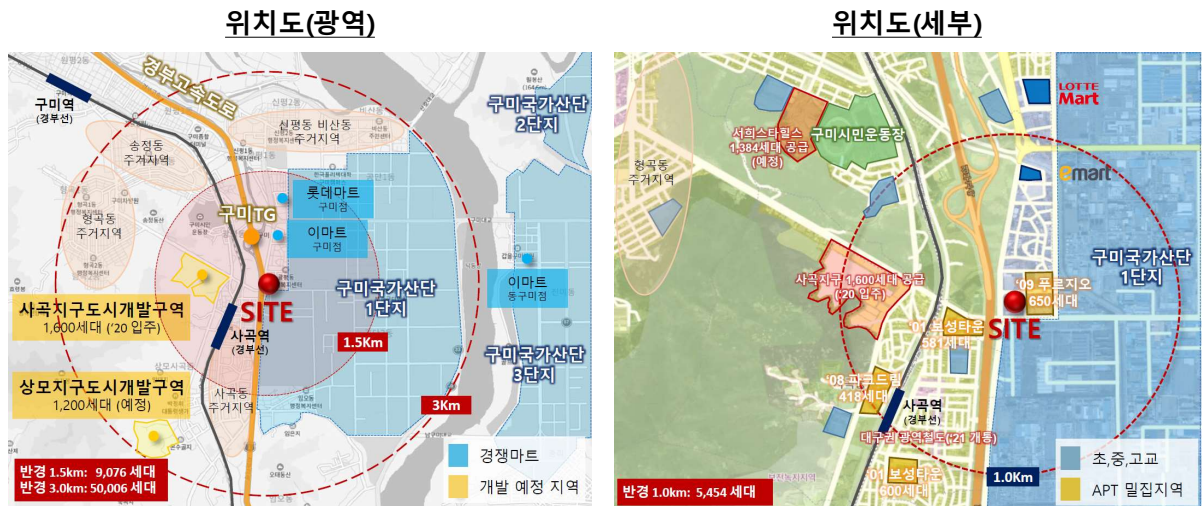 위치도(광역)
위치도(세부)
구미역
(경부선)
경부고속도로
송정동
주거지역
신평동 비산동
주거지역
형곡동
주거지역
롯데마트
구미점
이마트
구미점
구미TG
SITE
사곡역
(경부선)
사곡동
주거지역
구미국가산단
2단지
구미국가산단
1단지
구미국가산단
3단지
이마트
동구미점
사곡지구도시개발구역
1,600세대 ('20 입주)
상모지구도시개발구역
1,200세대 (예정)
1.5Km
3Km
반경 1.5km: 9,076 세대
반경 3.0km: 50,006 세대
경쟁마트
개발 예정 지역
형곡동
주거지역
서희스타힐스
1,384세대 공급
(예정)
구미시민운동장
LOTTE
Mart
emart
구미국가산단
1단지
사곡지구 1,600세대 공급
('20 입주)
'09 푸르지오
650세대
SITE
'01 보성타운
581세대
'08 파크드림
418세대
사곡역
(경부선)
대구권 광역철도('21 개통)
'01 보성타운
600세대
1.0Km
반경 1.0km: 5,454 세대
초,중,고교
APT 밀집지역